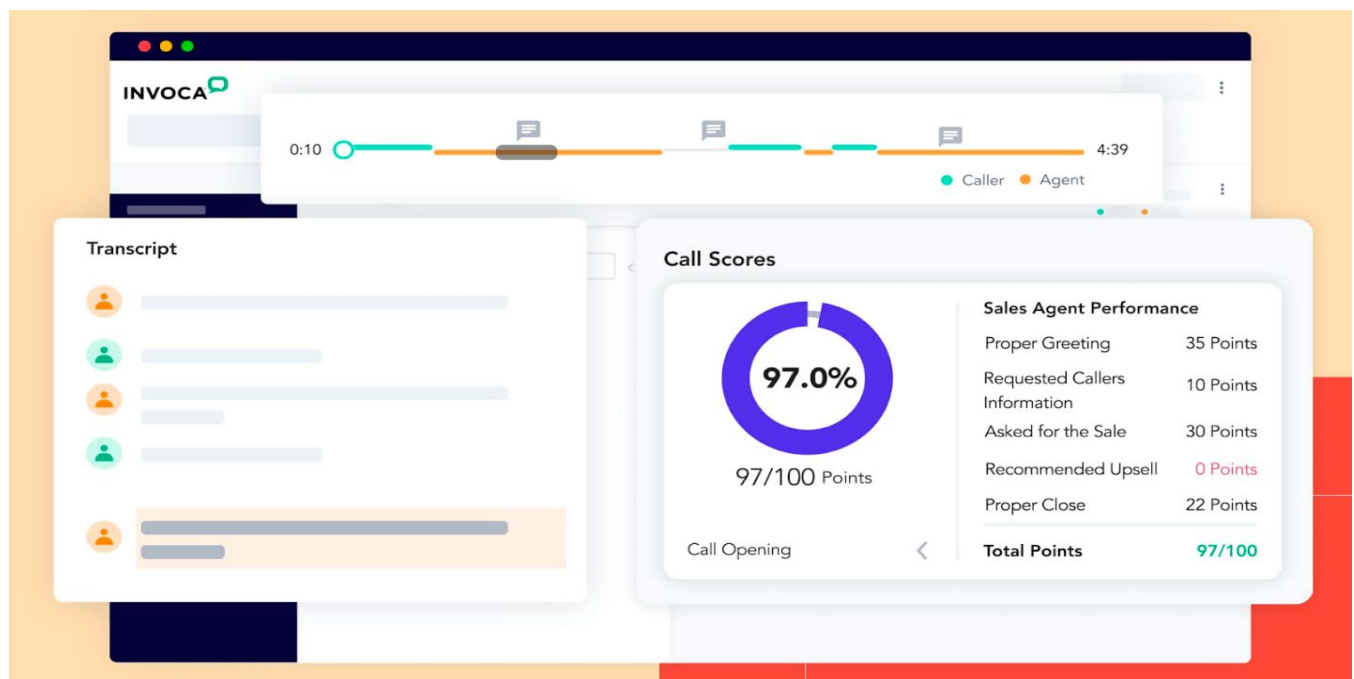 INVOCA
0:10
4:39
Caller
Agent
Transcript
Call Scores
97.0%
97/100 Points
Call Opening
Sales Agent Performance
Proper Greeting 35 Points
Requested Callers
Information
10 Points
Asked for the Sale 30 Points
Recommended Upsell 0 Points
Proper Close 22 Points
Total Points 97/100